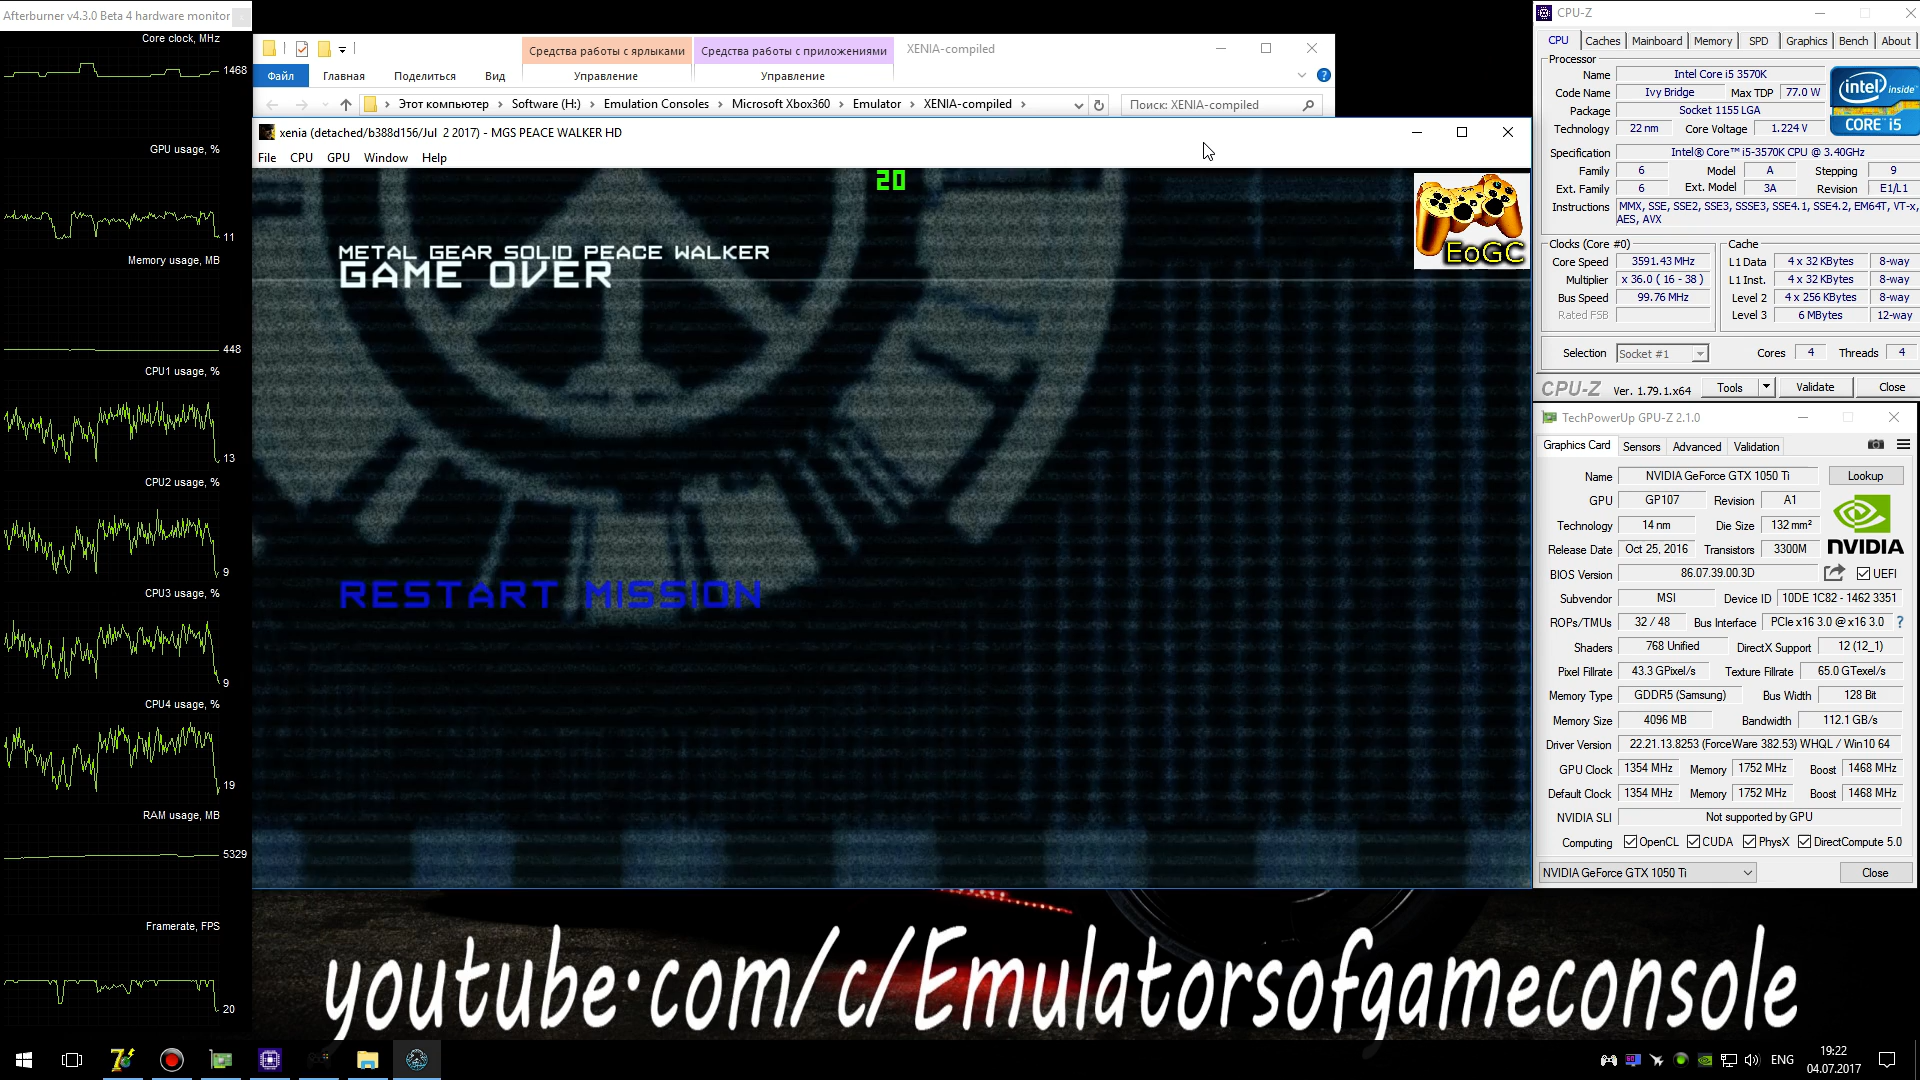 Afterburner v4.3.0 Beta 4 hardware monitor
Core clock, MHz
1468
GPU usage, %
11
Memory usage, MB
448
CPU1 usage, %
13
CPU2 usage, %
9
CPU3 usage, %
9
CPU4 usage, %
19
RAM usage, MB
5329
Framerate, FPS
20
Средства работы с ярлыками
Средства работы с приложениями
XENIA-compiled
Файл
Главная
Поделиться
Вид
Управление
Управление
Этот компьютер
Software (H:)
Emulation Consoles
Microsoft Xbox360
Emulator
XENIA-compiled
Поиск: XENIA-compiled
xenia (detached/b388d156/Jul 2 2017) - MGS PEACE WALKER HD
File CPU GPU Window Help
20
EoGC
METAL GEAR SOLID PEACE WALKER
GAME OVER
RESTART MISSION
youtube.com/c/Emulatorsofgameconsole
CPU-Z
CPU Caches Mainboard Memory SPD Graphics Bench About
Processor
Name Intel Core i5 3570K
Code Name Ivy Bridge Max TDP 77.0 W
Package Socket 1155 LGA
Technology 22 nm Core Voltage 1.224 V
intel inside
CORE i5
Specification Intel® Core™ i5-3570K CPU @ 3.40GHz
Family 6 Model A Stepping 9
Ext. Family 6 Ext. Model 3A Revision E1/L1
Instructions MMX, SSE, SSE2, SSE3, SSSE3, SSE4.1, SSE4.2, EM64T, VT-x,
AES, AVX
Clocks (Core #0)
Core Speed 3591.43 MHz
Multiplier x 36.0 ( 16 - 38 )
Bus Speed 99.76 MHz
Rated FSB
Cache
L1 Data 4 x 32 KBytes 8-way
L1 Inst. 4 x 32 KBytes 8-way
Level 2 4 x 256 KBytes 8-way
Level 3 6 MBytes 12-way
Selection Socket #1 Cores 4 Threads 4
CPU-Z Ver. 1.79.1.x64 Tools Validate Close
TechPowerUp GPU-Z 2.1.0
Graphics Card Sensors Advanced Validation
Name NVIDIA GeForce GTX 1050 Ti Lookup
GPU GP107 Revision A1
Technology 14 nm Die Size 132 mm²
Release Date Oct 25, 2016 Transistors 3300M
NVIDIA
BIOS Version 86.07.39.00.3D UEFI
Subvendor MSI Device ID 10DE 1C82 - 1462 3351
ROPs/TMUs 32 / 48 Bus Interface PCIe x16 3.0 @ x16 3.0 ?
Shaders 768 Unified DirectX Support 12 (12_1)
Pixel Fillrate 43.3 GPixel/s Texture Fillrate 65.0 GTexel/s
Memory Type GDDR5 (Samsung) Bus Width 128 Bit
Memory Size 4096 MB Bandwidth 112.1 GB/s
Driver Version 22.21.13.8253 (ForceWare 382.53) WHQL / Win10 64
GPU Clock 1354 MHz Memory 1752 MHz Boost 1468 MHz
Default Clock 1354 MHz Memory 1752 MHz Boost 1468 MHz
NVIDIA SLI Not supported by GPU
Computing OpenCL CUDA PhysX DirectCompute 5.0
NVIDIA GeForce GTX 1050 Ti Close
ENG
19:22
04.07.2017